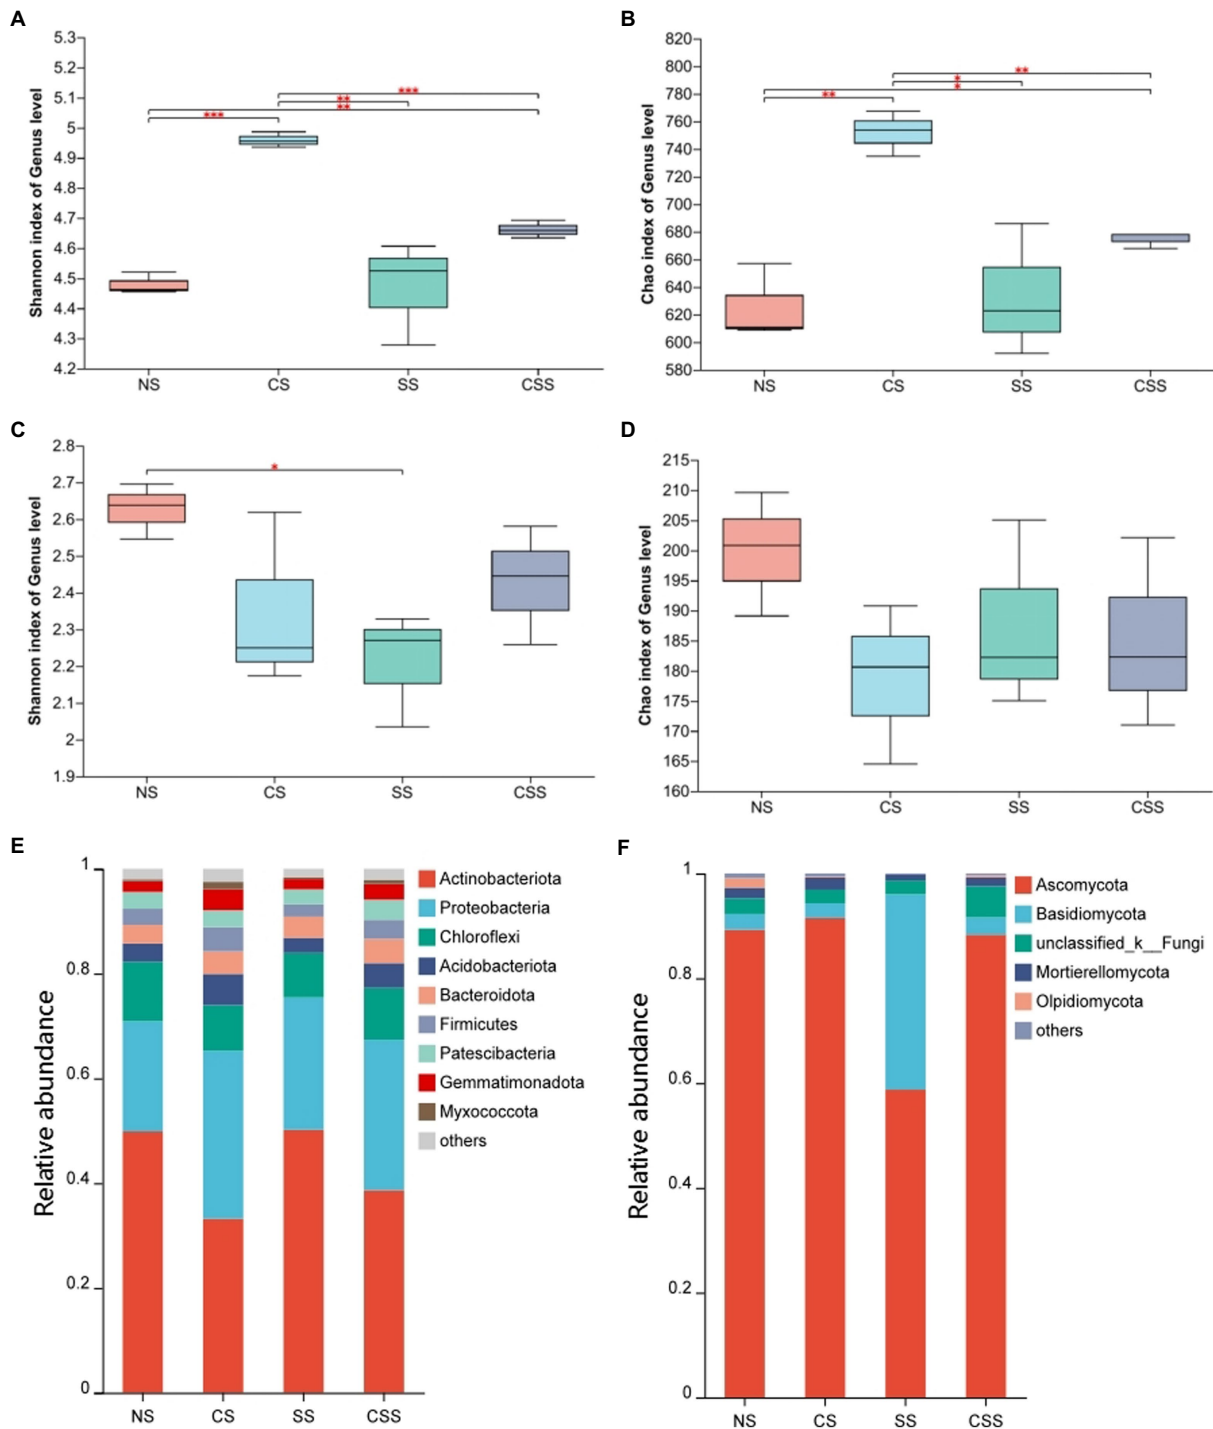 A
Shannon index of Genus level
5.3
5.2
5.1
5
4.9
4.8
4.7
4.6
4.5
4.4
4.3
4.2
***
**
**
***
NS CS SS CSS
B
Chao index of Genus level
820
800
780
760
740
720
700
680
660
640
620
600
580
**
*
*
**
NS CS SS CSS
C
Shannon index of Genus level
2.8
2.7
2.6
2.5
2.4
2.3
2.2
2.1
2
1.9
*
NS CS SS CSS
D
Chao index of Genus level
215
210
205
200
195
190
185
180
175
170
165
160
NS CS SS CSS
E
Relative abundance
1
0.8
0.6
0.4
0.2
0
NS CS SS CSS
Actinobacteriota
Proteobacteria
Chloroflexi
Acidobacteriota
Bacteroidota
Firmicutes
Patescibacteria
Gemmatimonadota
Myxococcota
others
F
Relative abundance
1
0.8
0.6
0.4
0.2
0
NS CS SS CSS
Ascomycota
Basidiomycota
unclassified_k__Fungi
Mortierellomycota
Olpidiomycota
others